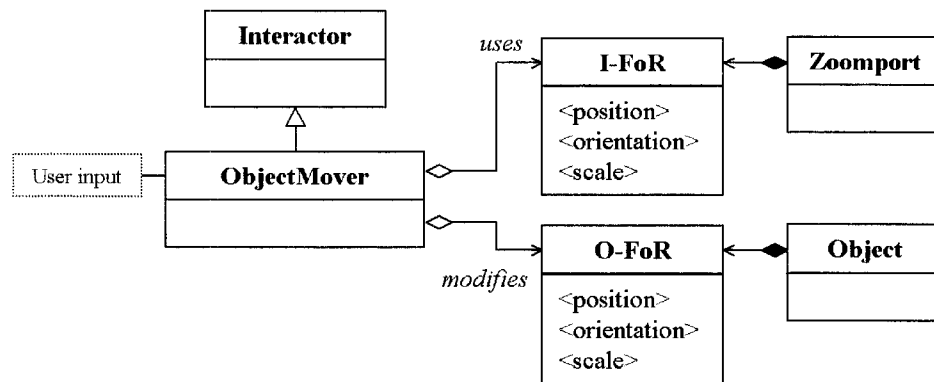 Interactor
uses
I-FoR
Zoomport
<position>
<orientation>
<scale>
User input
ObjectMover
O-FoR
Object
modifies
<position>
<orientation>
<scale>